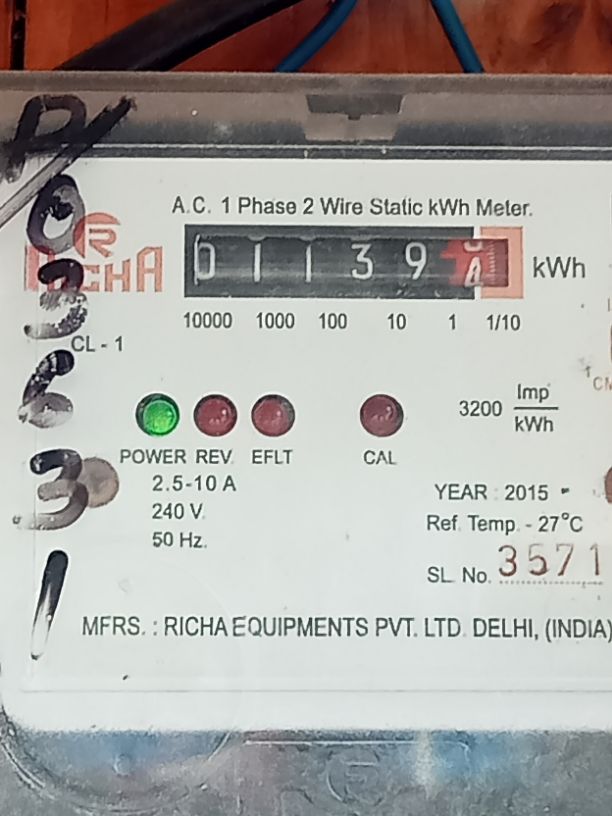 A.C. 1 Phase 2 Wire Static kWh Meter.
RICHA
0 1 1 3 9 kWh
10000 1000 100 10 1 1/10
CL - 1
3200 Imp
kWh
POWER REV. EFLT CAL
2.5-10 A
240 V.
50 Hz.
YEAR : 2015
Ref. Temp. - 27°C
SL. No. 3571
MFRS. : RICHA EQUIPMENTS PVT. LTD. DELHI, (INDIA)